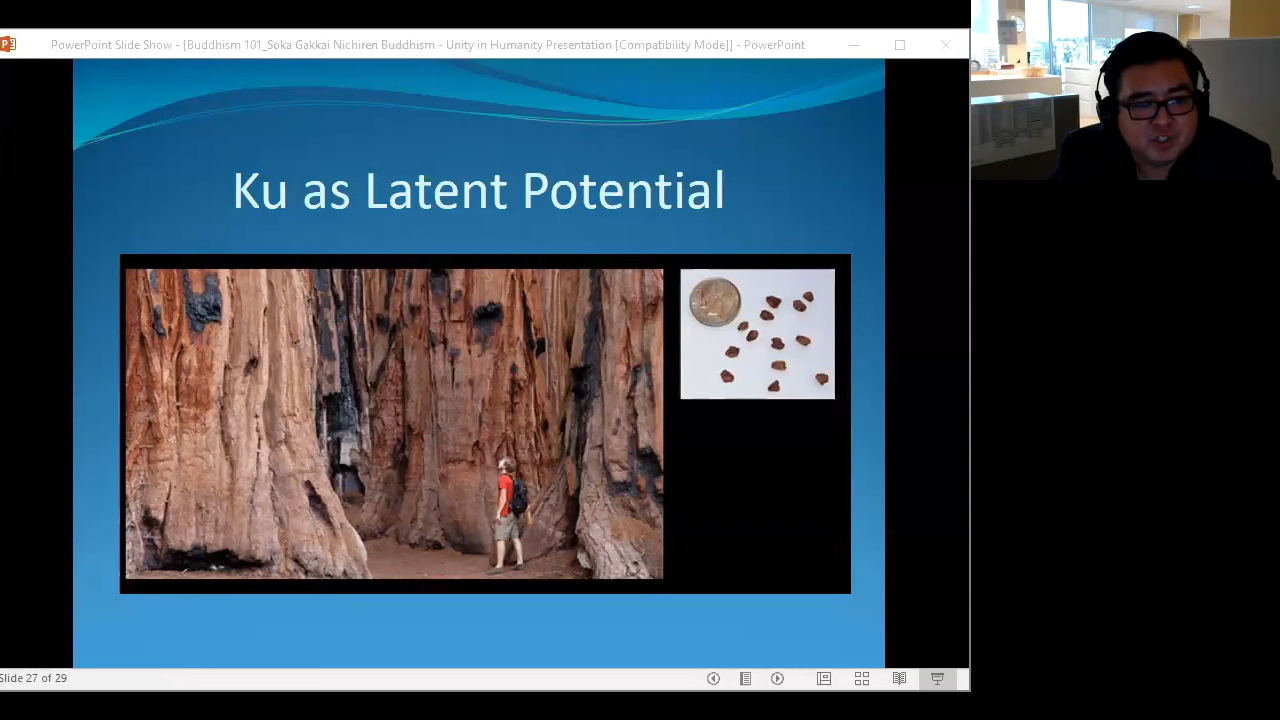 PowerPoint Slide Show - [Buddhism 101_Soka Gakkai Nichiren Buddhism - Unity in Humanity Presentation [Compatibility Mode]] - PowerPoint
Ku as Latent Potential
Slide 27 of 29